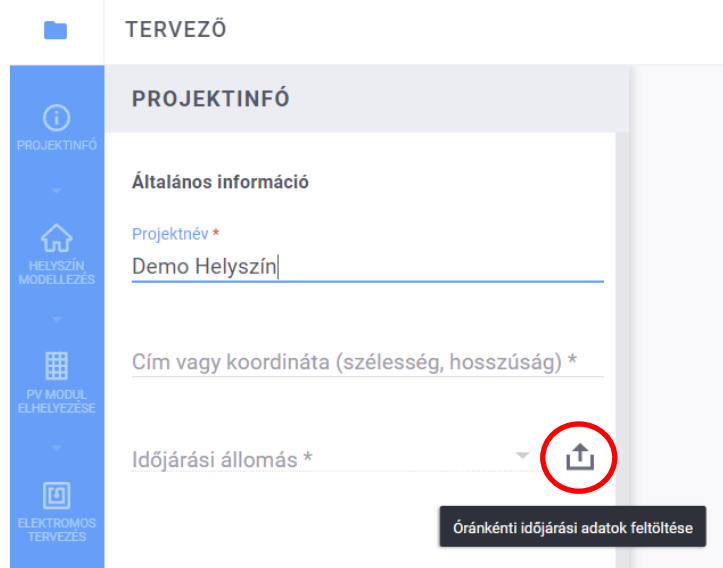 TERVEZŐ
PROJEKTINFÓ
PROJEKTINFÓ
Általános információ
Projektnév *
Demo Helyszín
HELYSZÍN
MODELLEZÉS
Cím vagy koordináta (szélesség, hosszúság) *
PV MODUL
ELHELYEZÉSE
Időjárási állomás *
ELEKTROMOS
TERVEZÉS
Óránkénti időjárási adatok feltöltése